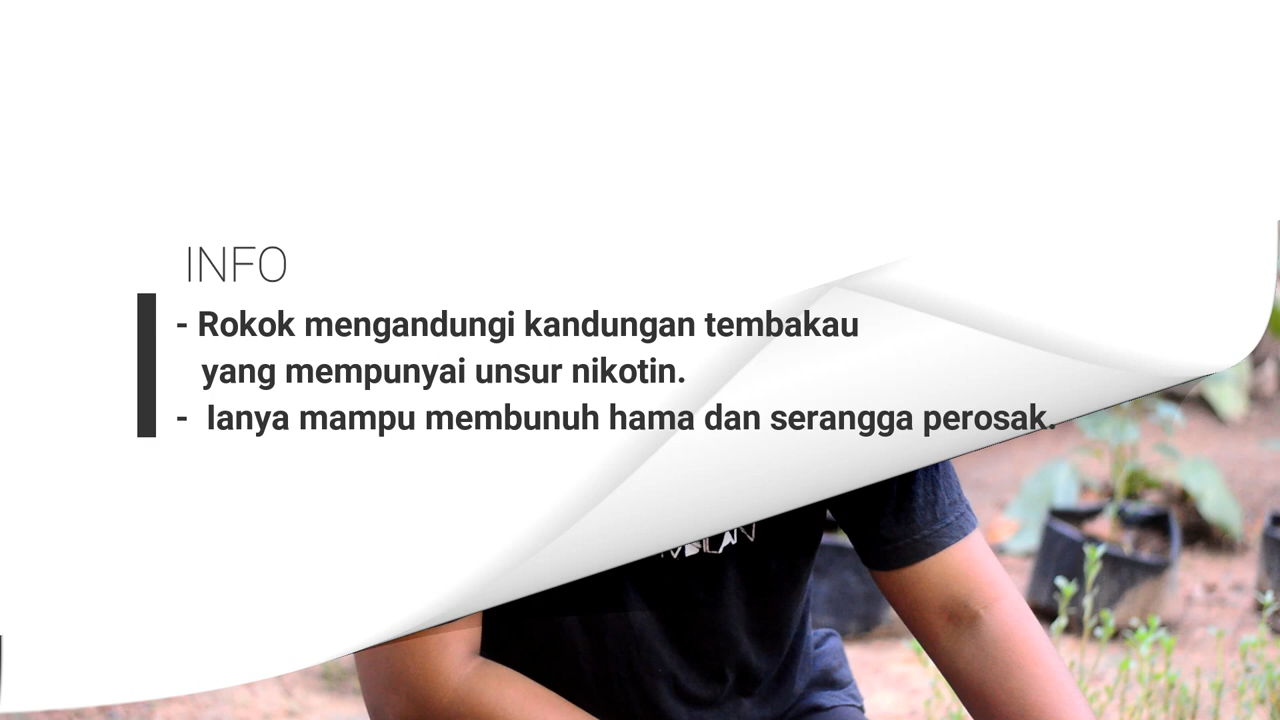 INFO
- Rokok mengandungi kandungan tembakau
yang mempunyai unsur nikotin.
- Ianya mampu membunuh hama dan serangga perosak.